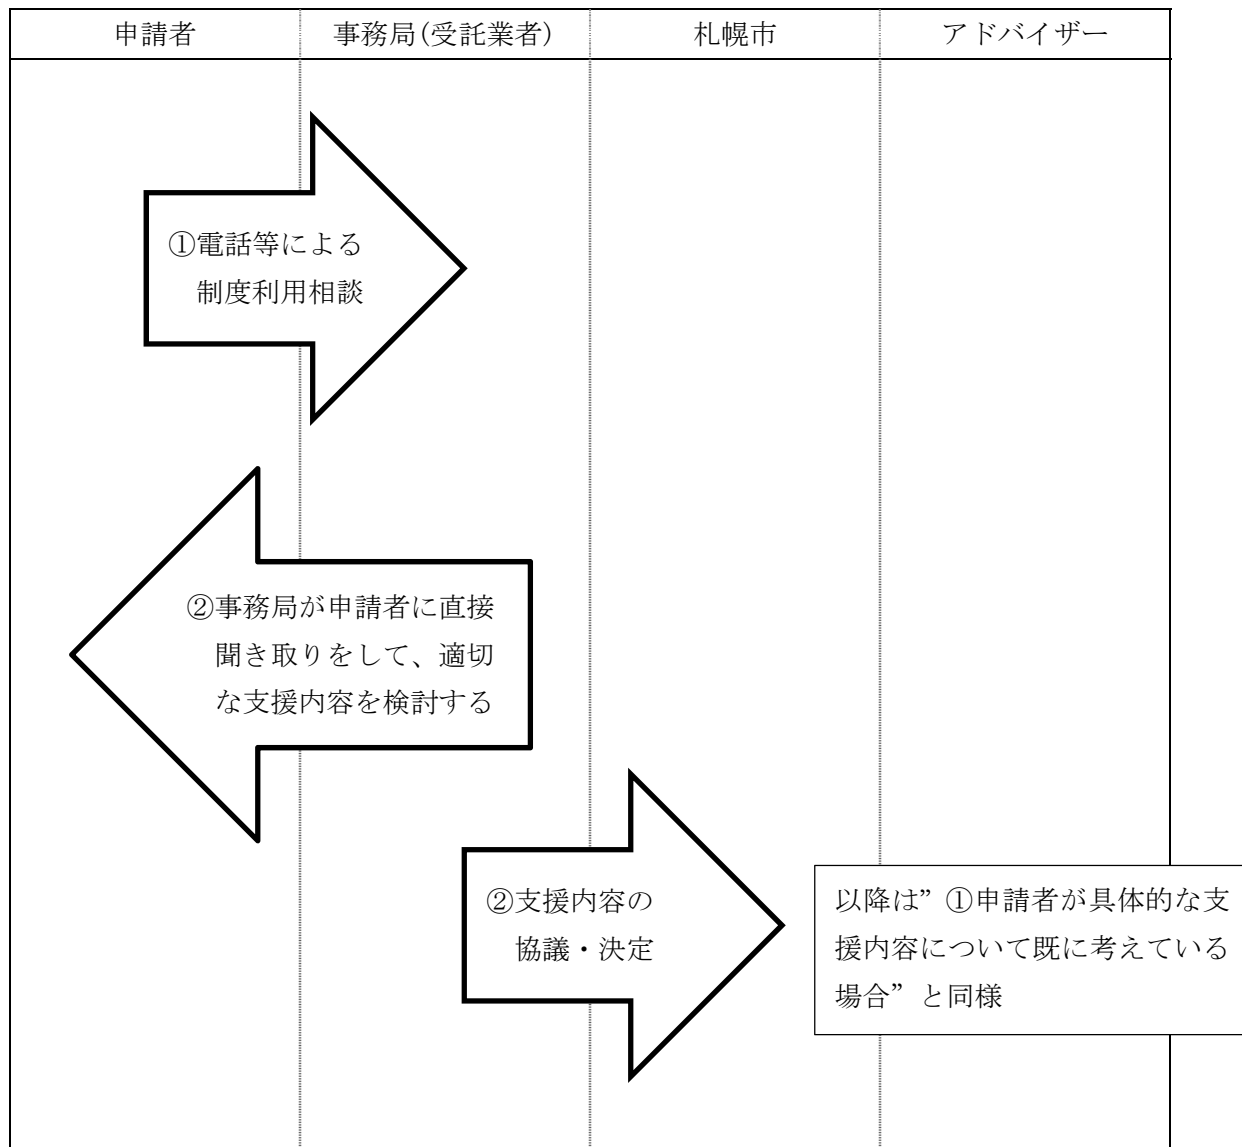 申請者 事務局(受託業者) 札幌市 アドバイザー
①電話等による
制度利用相談
②事務局が申請者に直接
聞き取りをして、適切
な支援内容を検討する
②支援内容の
協議・決定
以降は”①申請者が具体的な支
援内容について既に考えている
場合”と同様